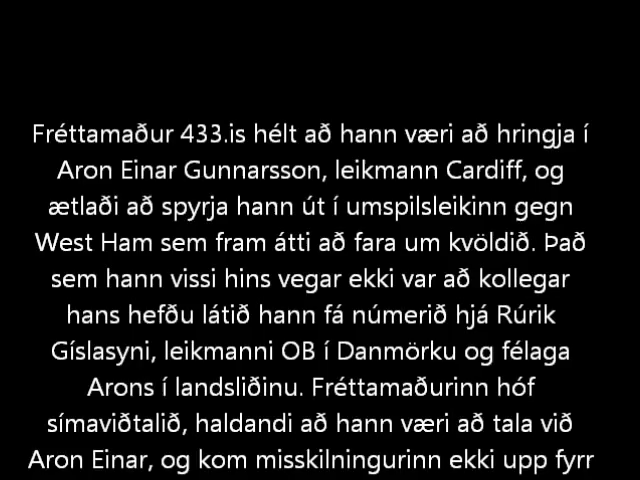 Fréttamaður 433.is hélt að hann væri að hringja í
Aron Einar Gunnarsson, leikmann Cardiff, og
ætlaði að spyrja hann út í umspilsleikinn gegn
West Ham sem fram átti að fara um kvöldið. Það
sem hann vissi hins vegar ekki var að kollegar
hans hefðu látið hann fá númerið hjá Rúrik
Gíslasyni, leikmanni OB í Danmörku og félaga
Arons í landsliðinu. Fréttamaðurinn hóf
símaviðtalið, haldandi að hann væri að tala við
Aron Einar, og kom misskilningurinn ekki upp fyrr